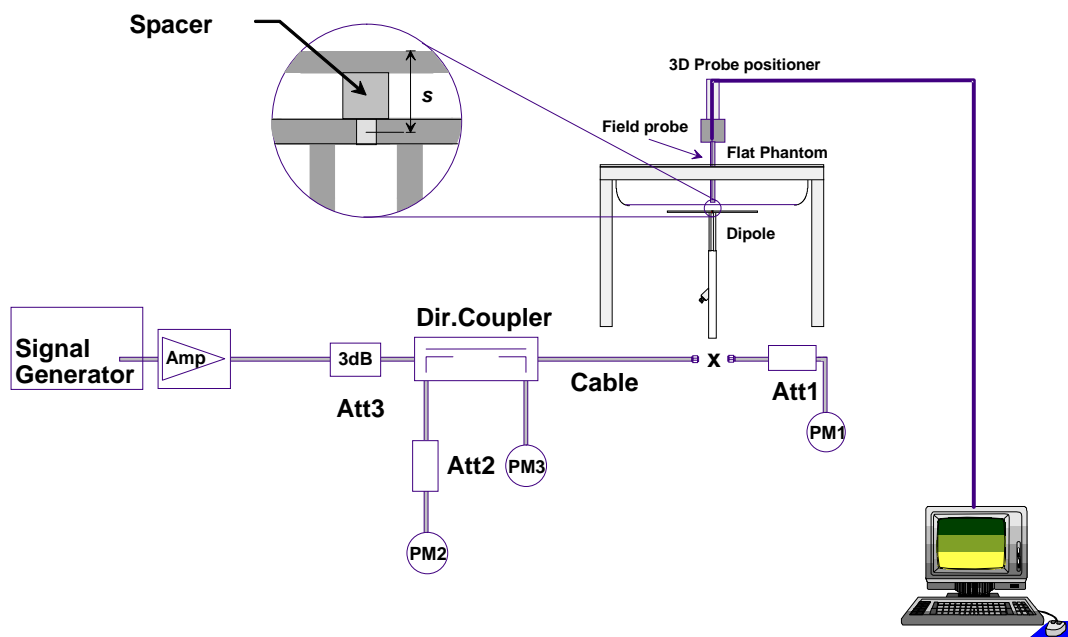 Spacer
s
3D Probe positioner
Field probe
Flat Phantom
Dipole
Dir.Coupler
Signal
Generator
Amp
3dB
Att3
Cable
X
Att1
PM1
Att2
PM3
PM2